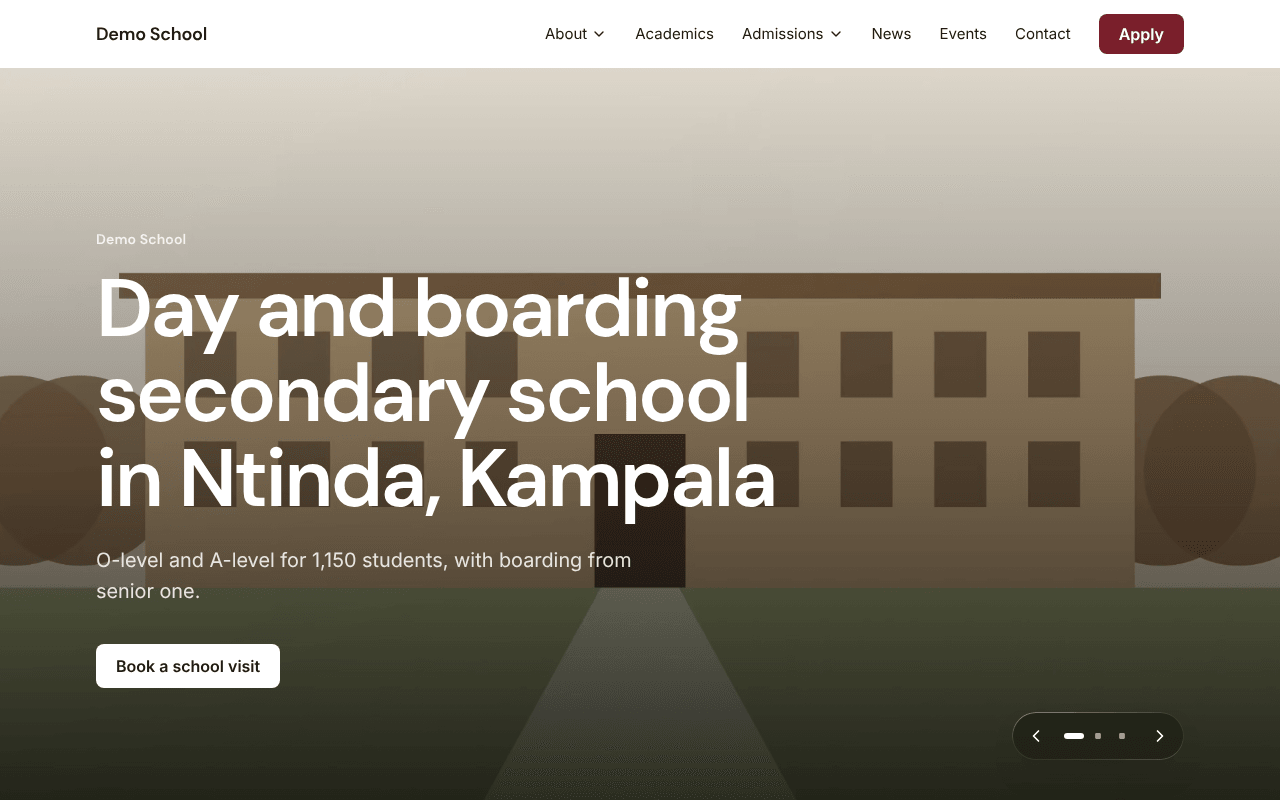 Demo School
About
Academics
Admissions
News
Events
Contact
Apply
Demo School
Day and boarding
secondary school
in Ntinda, Kampala
O-level and A-level for 1,150 students, with boarding from
senior one.
Book a school visit